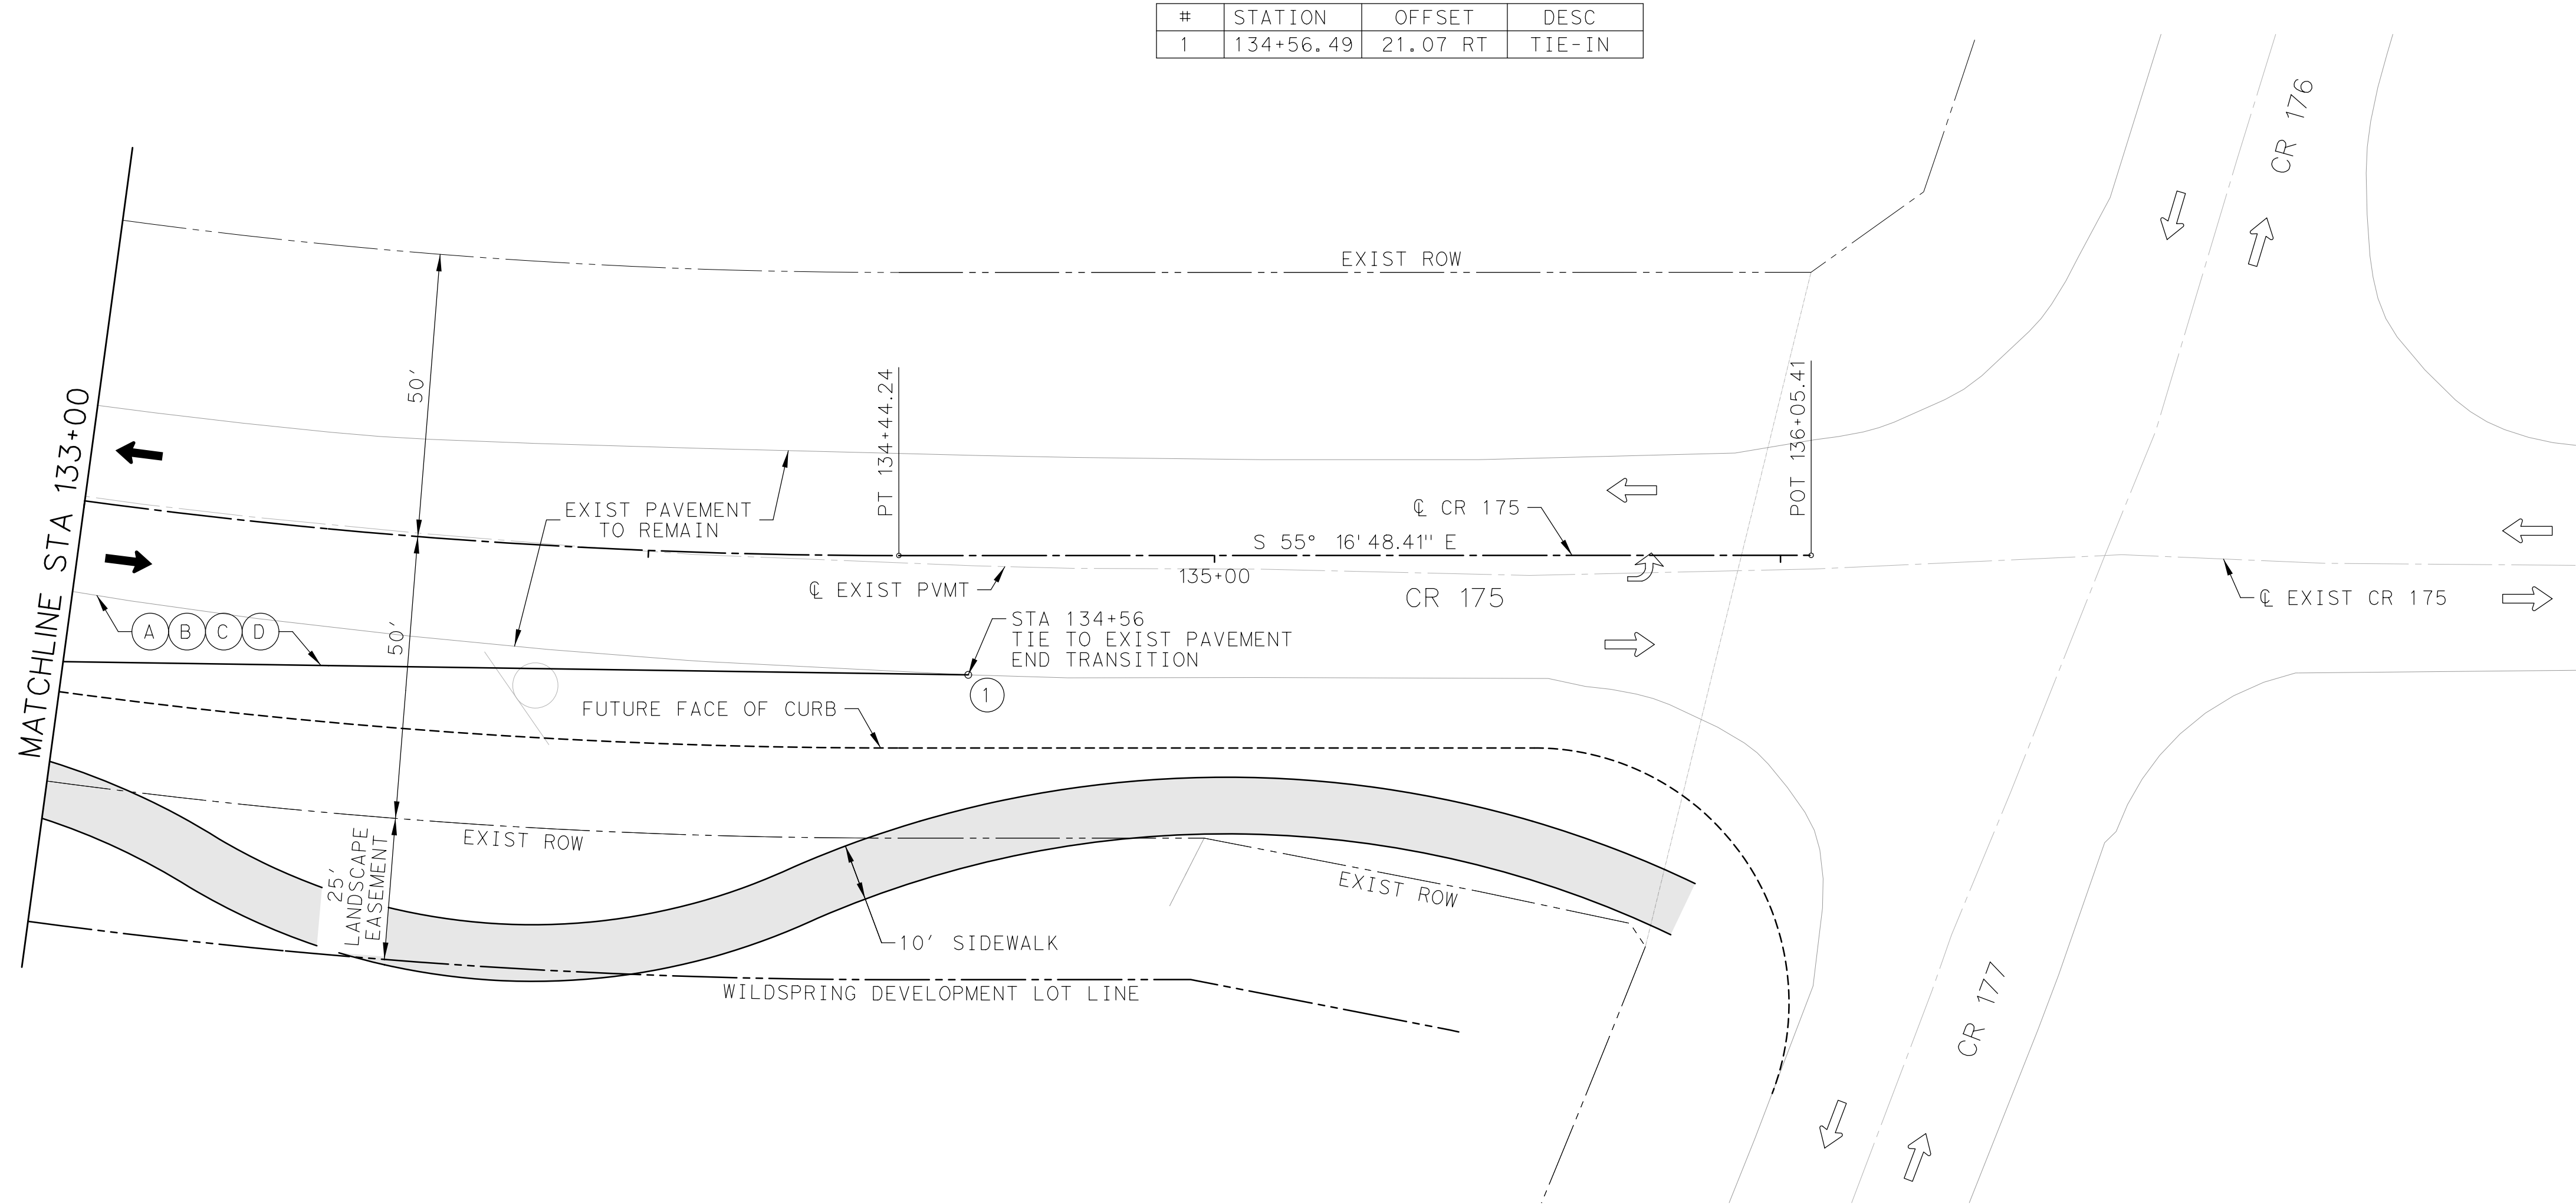 # STATION OFFSET DESC
1 134+56.49 21.07 RT TIE-IN
CR 176
EXIST ROW
50'
MATCHLINE STA 133+00
PT 134+44.24
POT 136+05.41
EXIST PAVEMENT
TO REMAIN
℄ CR 175
S 55° 16' 48.41" E
135+00
℄ EXIST PVMT
CR 175
℄ EXIST CR 175
A B C D
50'
STA 134+56
TIE TO EXIST PAVEMENT
END TRANSITION
1
FUTURE FACE OF CURB
EXIST ROW
25'
LANDSCAPE
EASEMENT
EXIST ROW
10' SIDEWALK
WILDSPRING DEVELOPMENT LOT LINE
CR 177